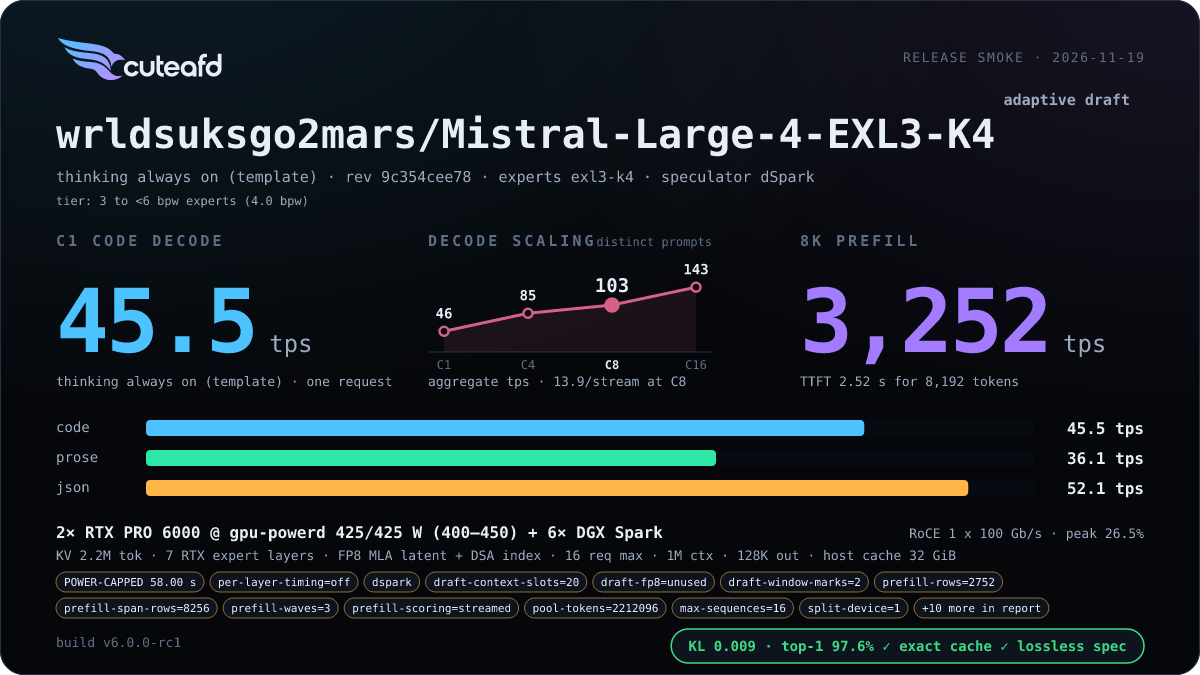 cuteafd
RELEASE SMOKE · 2026-11-19
adaptive draft
wrldsuksgo2mars/Mistral-Large-4-EXL3-K4
thinking always on (template) · rev 9c354cee78 · experts exl3-k4 · speculator dSpark
tier: 3 to <6 bpw experts (4.0 bpw)
C1 CODE DECODE
45.5 tps
thinking always on (template) · one request
DECODE SCALING distinct prompts
46 85 103 143
C1 C4 C8 C16
aggregate tps · 13.9/stream at C8
8K PREFILL
3,252 tps
TTFT 2.52 s for 8,192 tokens
code 45.5 tps
prose 36.1 tps
json 52.1 tps
2× RTX PRO 6000 @ gpu-powerd 425/425 W (400–450) + 6× DGX Spark
RoCE 1 x 100 Gb/s · peak 26.5%
KV 2.2M tok · 7 RTX expert layers · FP8 MLA latent + DSA index · 16 req max · 1M ctx · 128K out · host cache 32 GiB
POWER-CAPPED 58.00 s per-layer-timing=off dspark draft-context-slots=20 draft-fp8=unused draft-window-marks=2 prefill-rows=2752
prefill-span-rows=8256 prefill-waves=3 prefill-scoring=streamed pool-tokens=2212096 max-sequences=16 split-device=1 +10 more in report
build v6.0.0-rc1
KL 0.009 · top-1 97.6% ✓ exact cache ✓ lossless spec